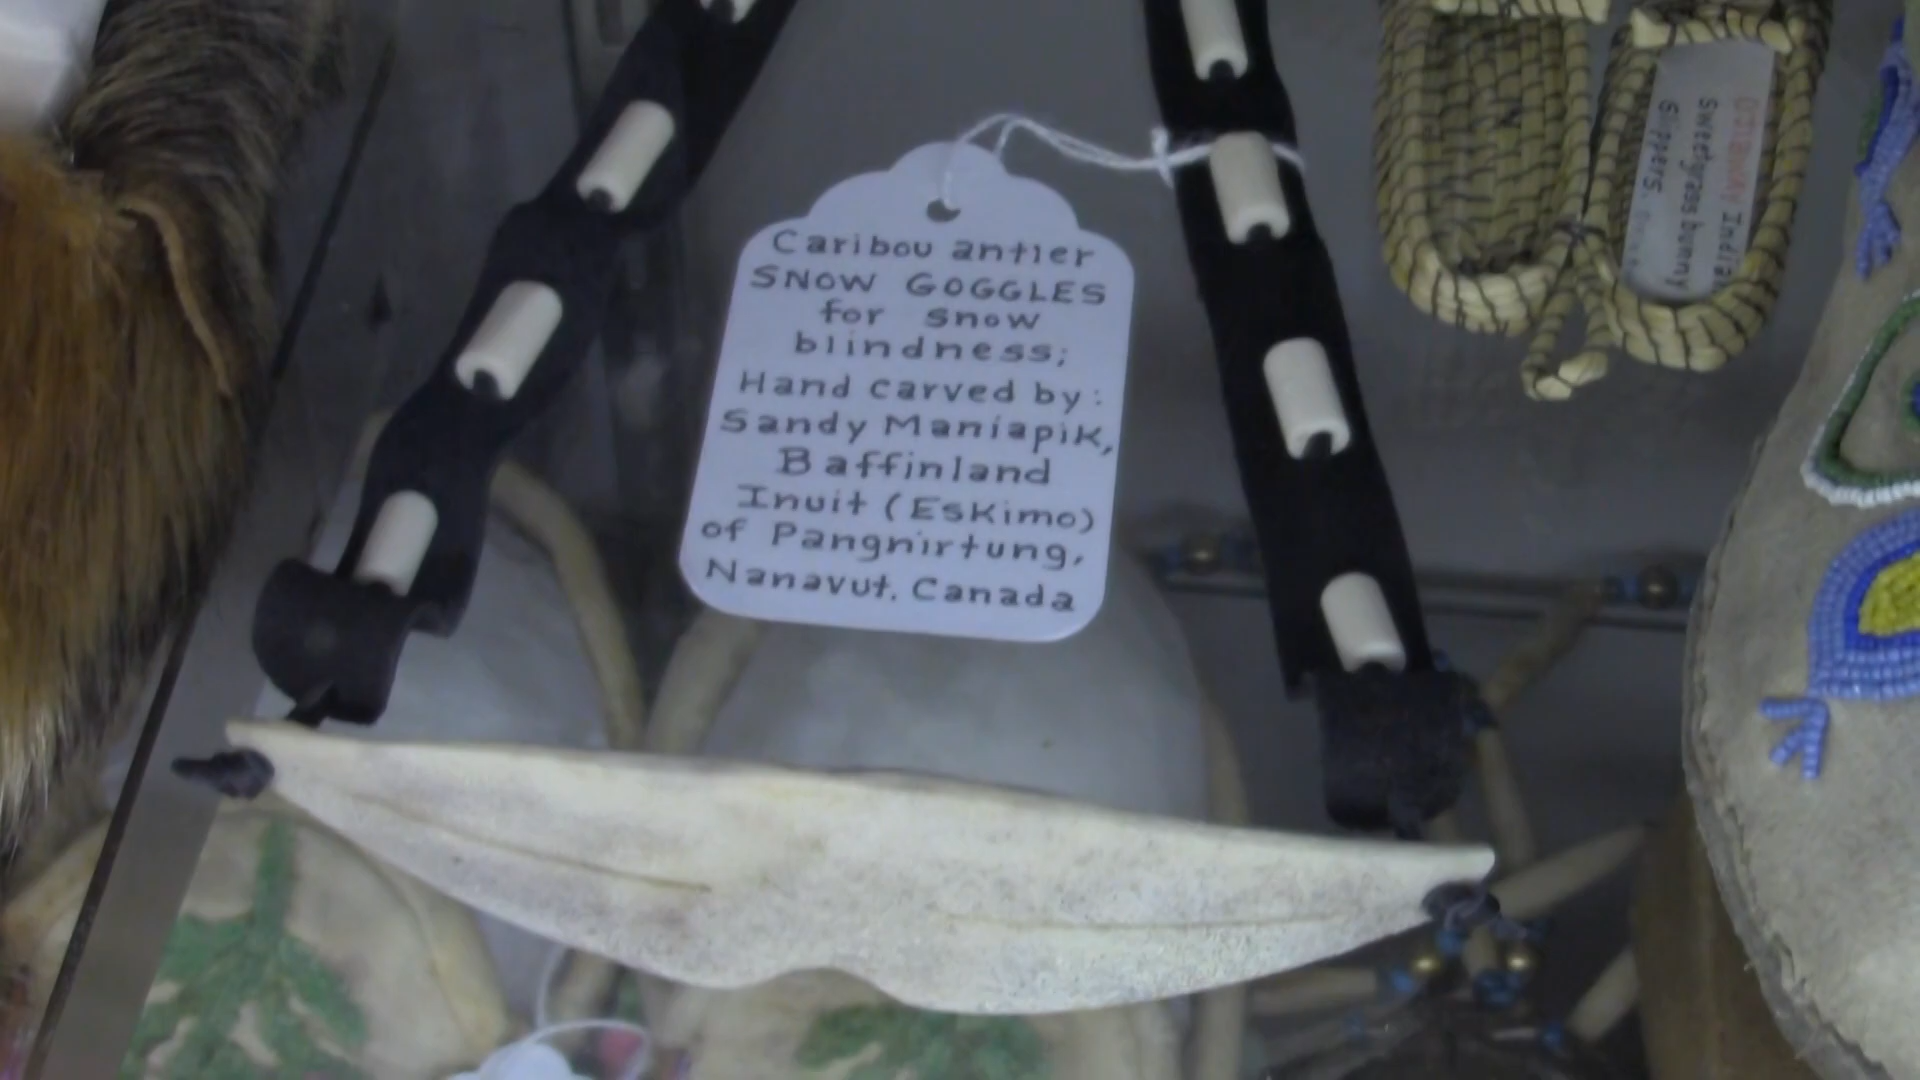 Caribou antler
SNOW GOGGLES
for snow
blindness;
Hand carved by:
Sandy Maniapik,
Baffinland
Inuit (Eskimo)
of Pangnirtung,
Nanavut. Canada
Sweetgrass bunny
Slippers.